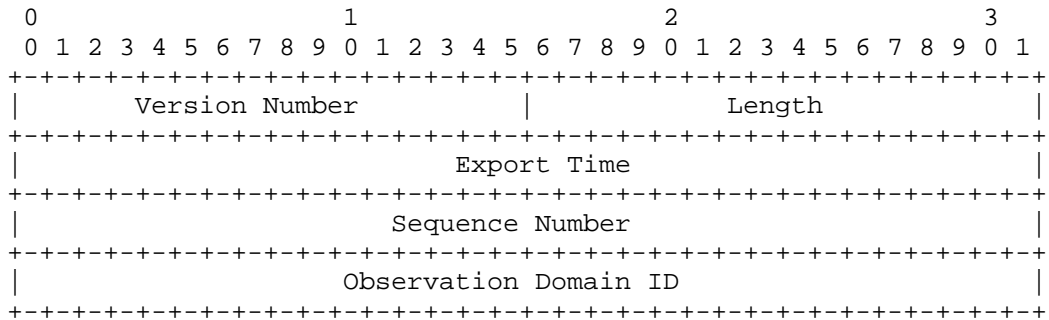 0                   1                   2                   3
 0 1 2 3 4 5 6 7 8 9 0 1 2 3 4 5 6 7 8 9 0 1 2 3 4 5 6 7 8 9 0 1
+-+-+-+-+-+-+-+-+-+-+-+-+-+-+-+-+-+-+-+-+-+-+-+-+-+-+-+-+-+-+-+-+
|       Version Number          |            Length             |
+-+-+-+-+-+-+-+-+-+-+-+-+-+-+-+-+-+-+-+-+-+-+-+-+-+-+-+-+-+-+-+-+
|                           Export Time                         |
+-+-+-+-+-+-+-+-+-+-+-+-+-+-+-+-+-+-+-+-+-+-+-+-+-+-+-+-+-+-+-+-+
|                       Sequence Number                         |
+-+-+-+-+-+-+-+-+-+-+-+-+-+-+-+-+-+-+-+-+-+-+-+-+-+-+-+-+-+-+-+-+
|                    Observation Domain ID                      |
+-+-+-+-+-+-+-+-+-+-+-+-+-+-+-+-+-+-+-+-+-+-+-+-+-+-+-+-+-+-+-+-+